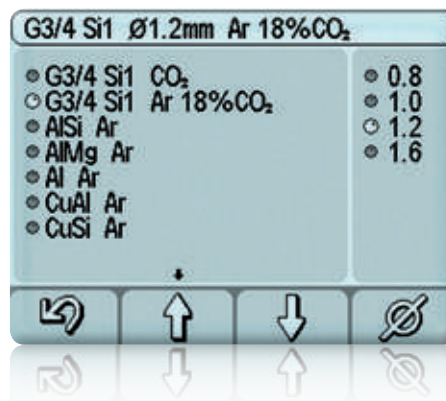 G3/4 Si1 Ø1.2mm Ar 18%CO₂
G3/4 Si1 CO₂
G3/4 Si1 Ar 18%CO₂
AlSi Ar
AlMg Ar
Al Ar
CuAl Ar
CuSi Ar
0.8
1.0
1.2
1.6